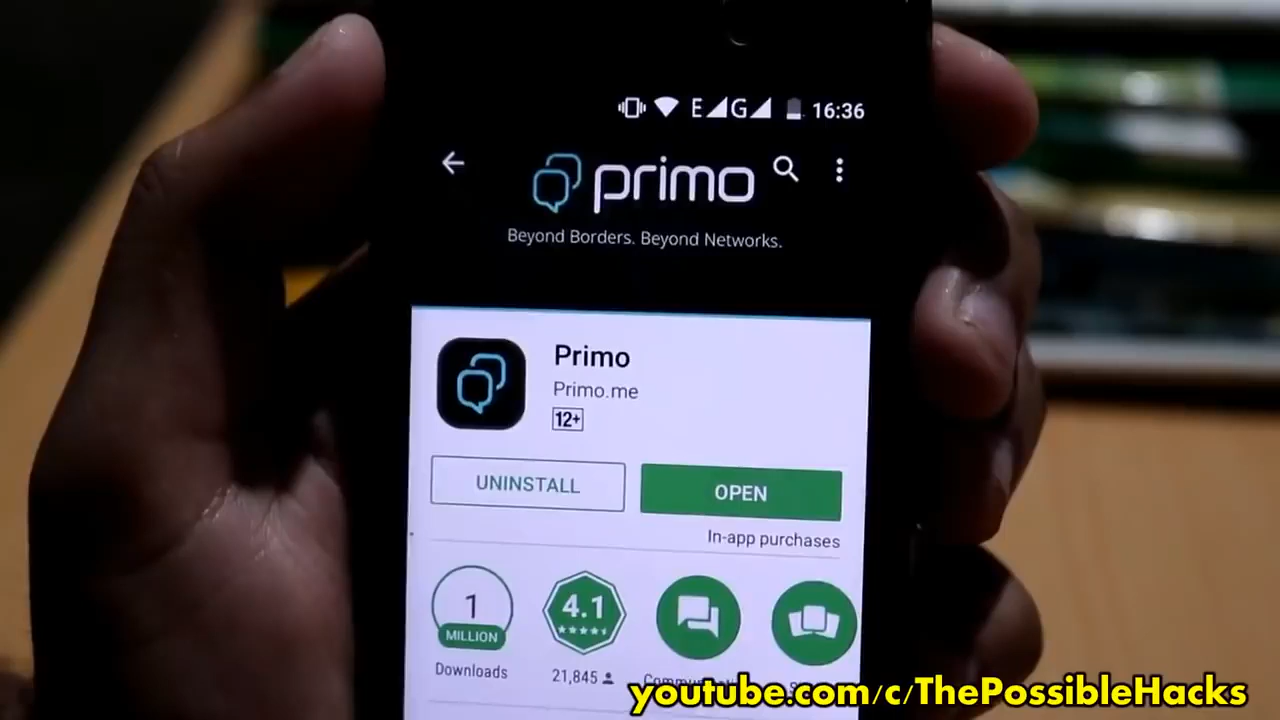 E G 16:36
primo
Beyond Borders. Beyond Networks.
Primo
Primo.me
12+
UNINSTALL
OPEN
In-app purchases
1
MILLION
Downloads
4.1
21,845
youtube.com/c/ThePossibleHacks